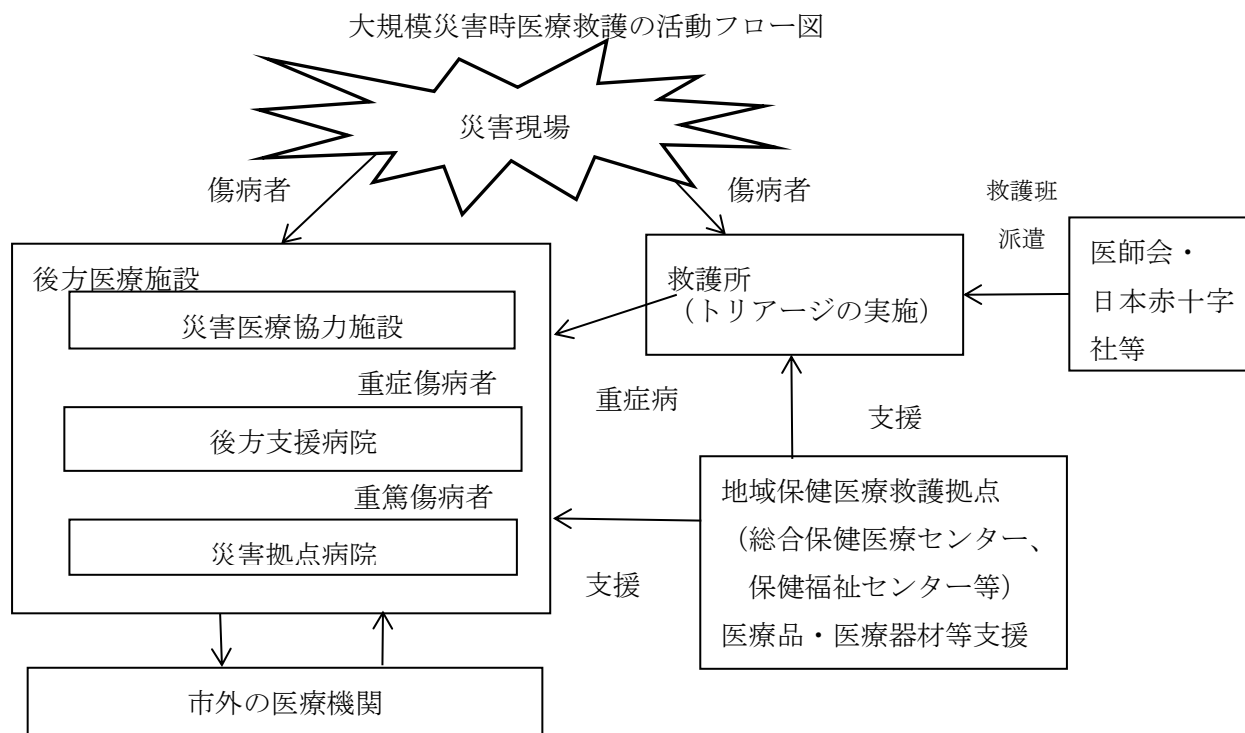 大規模災害時医療救護の活動フロー図
災害現場
傷病者
傷病者
救護班
派遣
医師会・
日本赤十字
社等
後方医療施設
災害医療協力施設
救護所
（トリアージの実施）
重症傷病者
重症病
支援
後方支援病院
重篤傷病者
災害拠点病院
支援
地域保健医療救護拠点
（総合保健医療センター、
保健福祉センター等）
医療品・医療器材等支援
市外の医療機関